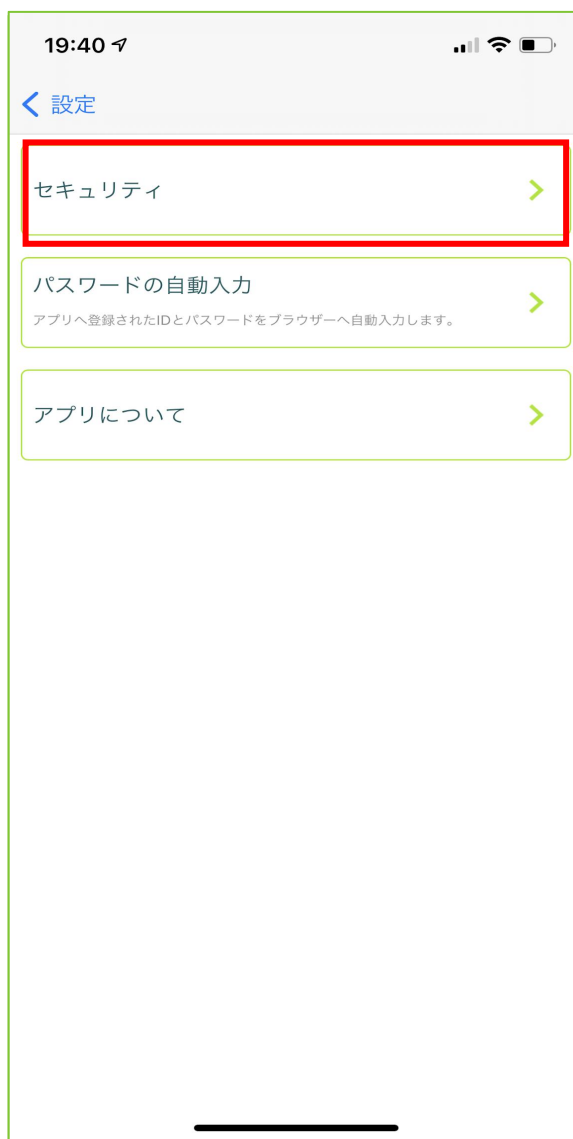 19:40
設定
セキュリティ
パスワードの自動入力
アプリへ登録されたIDとパスワードをブラウザーへ自動入力します。
アプリについて